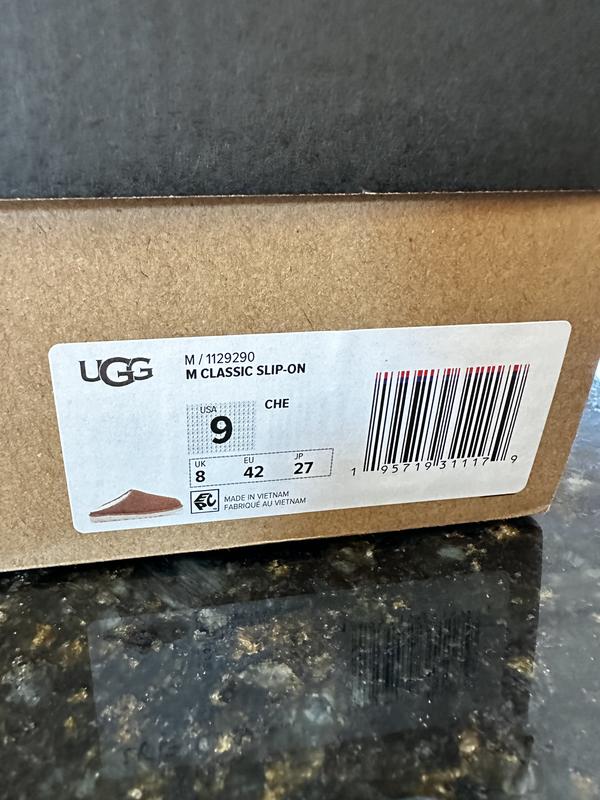 UGG
M / 1129290
M CLASSIC SLIP-ON
USA
9
CHE
UK EU JP
8 42 27
MADE IN VIETNAM
FABRIQUÉ AU VIETNAM
1 95719 31117 9